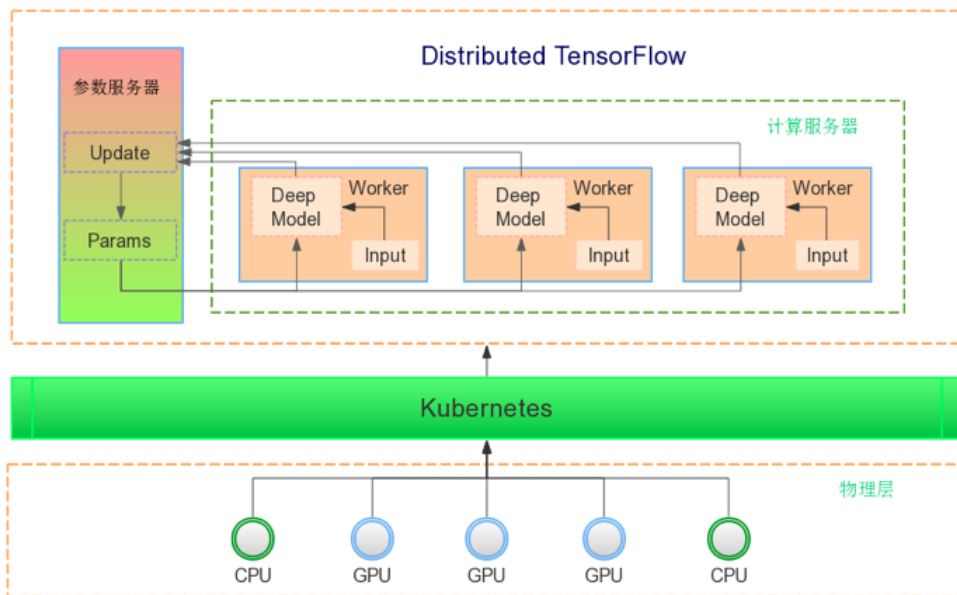 Distributed TensorFlow
参数服务器
计算服务器
Update
Params
Deep
Model
Worker
Input
Deep
Model
Worker
Input
Deep
Model
Worker
Input
Kubernetes
物理层
CPU
GPU
GPU
GPU
CPU